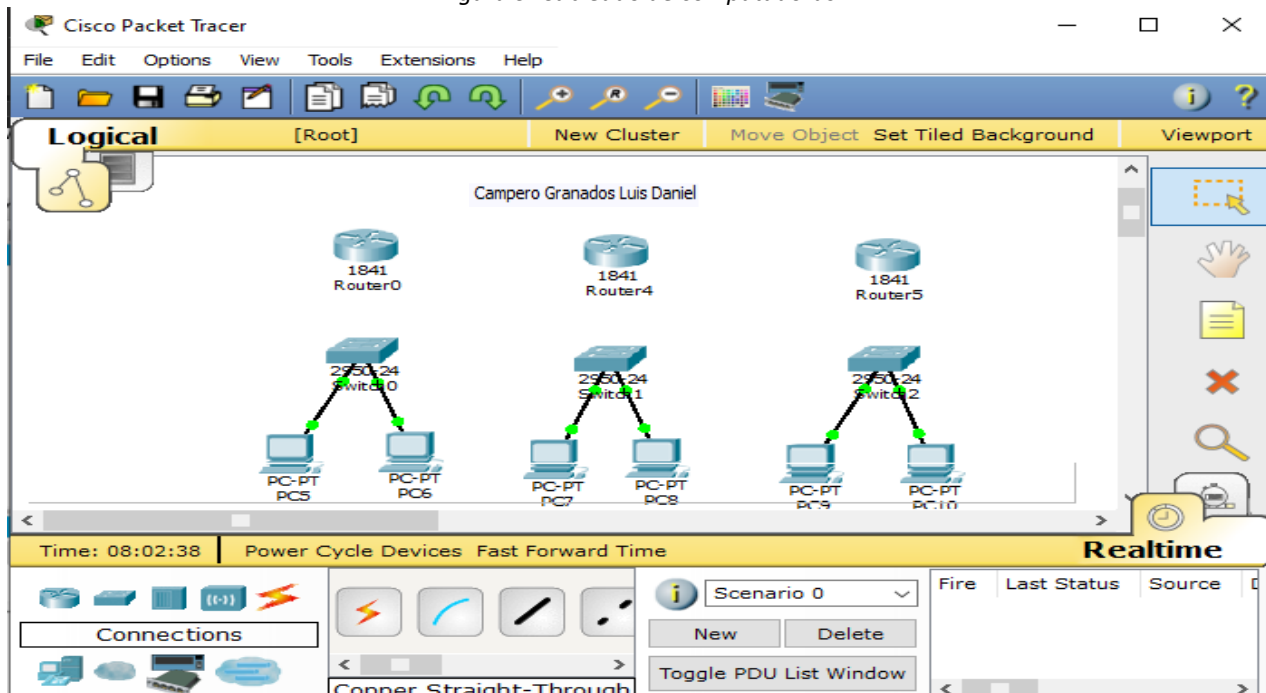 Cisco Packet Tracer
File Edit Options View Tools Extensions Help
Logical [Root] New Cluster Move Object Set Tiled Background Viewport
Campero Granados Luis Daniel
1841
Router0
1841
Router4
1841
Router5
2950-24
Switch0
2950-24
Switch1
2950-24
Switch2
PC-PT
PC5
PC-PT
PC6
PC-PT
PC7
PC-PT
PC8
PC-PT
PC9
PC-PT
PC10
Time: 08:02:38 Power Cycle Devices Fast Forward Time Realtime
Connections
Copper Straight-Through
Scenario 0
New Delete
Toggle PDU List Window
Fire Last Status Source